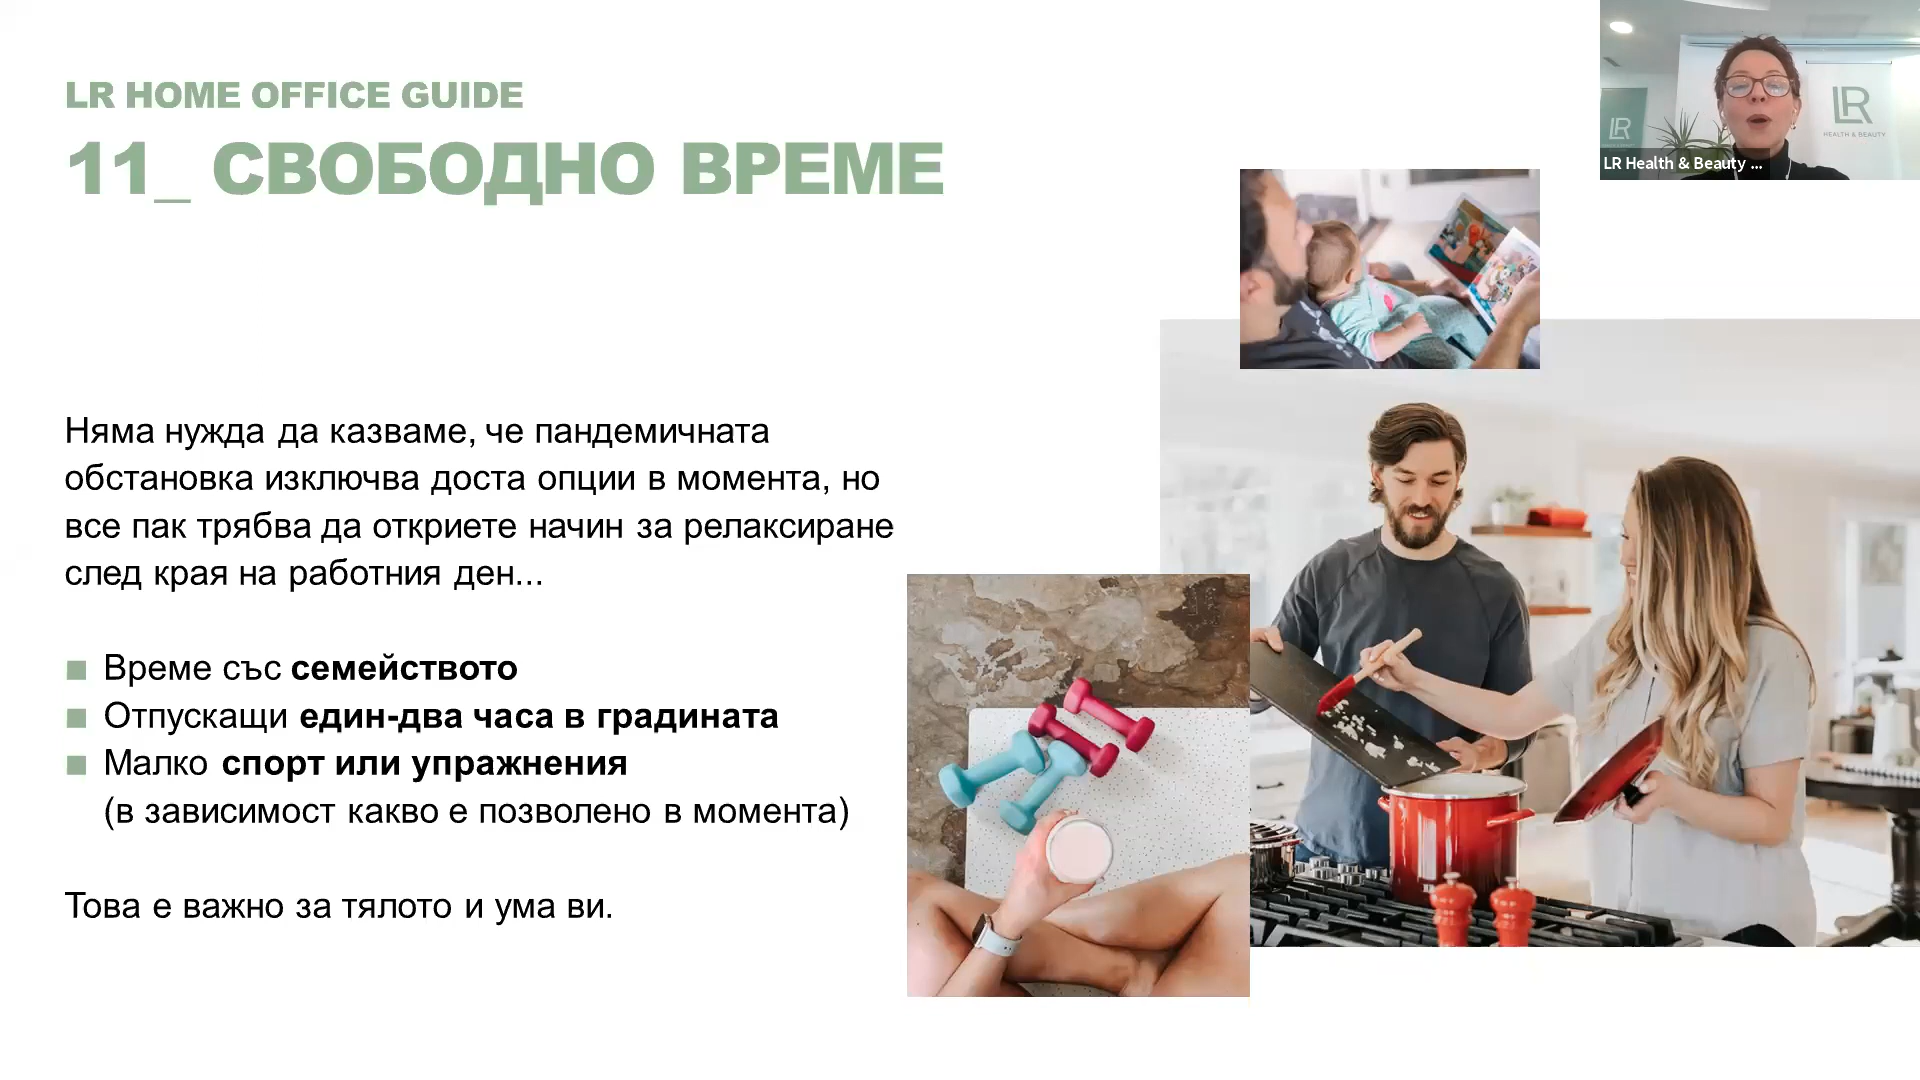 LR HOME OFFICE GUIDE
11_ СВОБОДНО ВРЕМЕ
Няма нужда да казваме, че пандемичната
обстановка изключва доста опции в момента, но
все пак трябва да откриете начин за релаксиране
след края на работния ден...
Време със семейството
Отпускащи един-два часа в градината
Малко спорт или упражнения
(в зависимост какво е позволено в момента)
Това е важно за тялото и ума ви.
LR
HEALTH & BEAUTY
LR
LR Health & Beauty ...